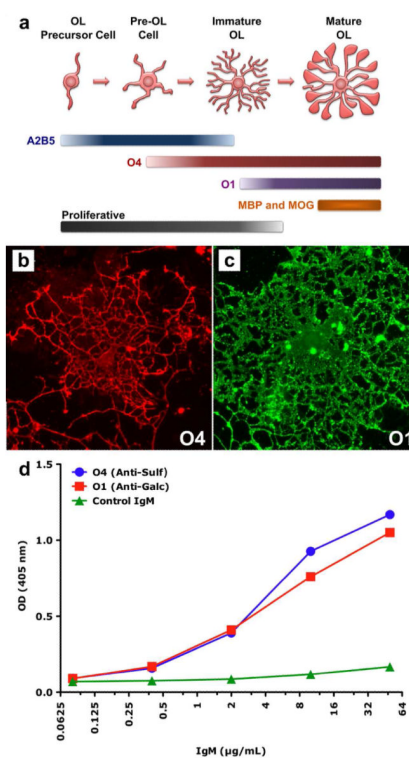 a
OL Precursor Cell
Pre-OL Cell
Immature OL
Mature OL
A2B5
O4
O1
MBP and MOG
Proliferative
b
O4
c
O1
d
O4 (Anti-Sulf)
O1 (Anti-Galc)
Control IgM
OD (405 nm)
1.5
1.0
0.5
0.0
0.0625
0.125
0.25
0.5
1
2
4
8
16
32
64
IgM (µg/mL)